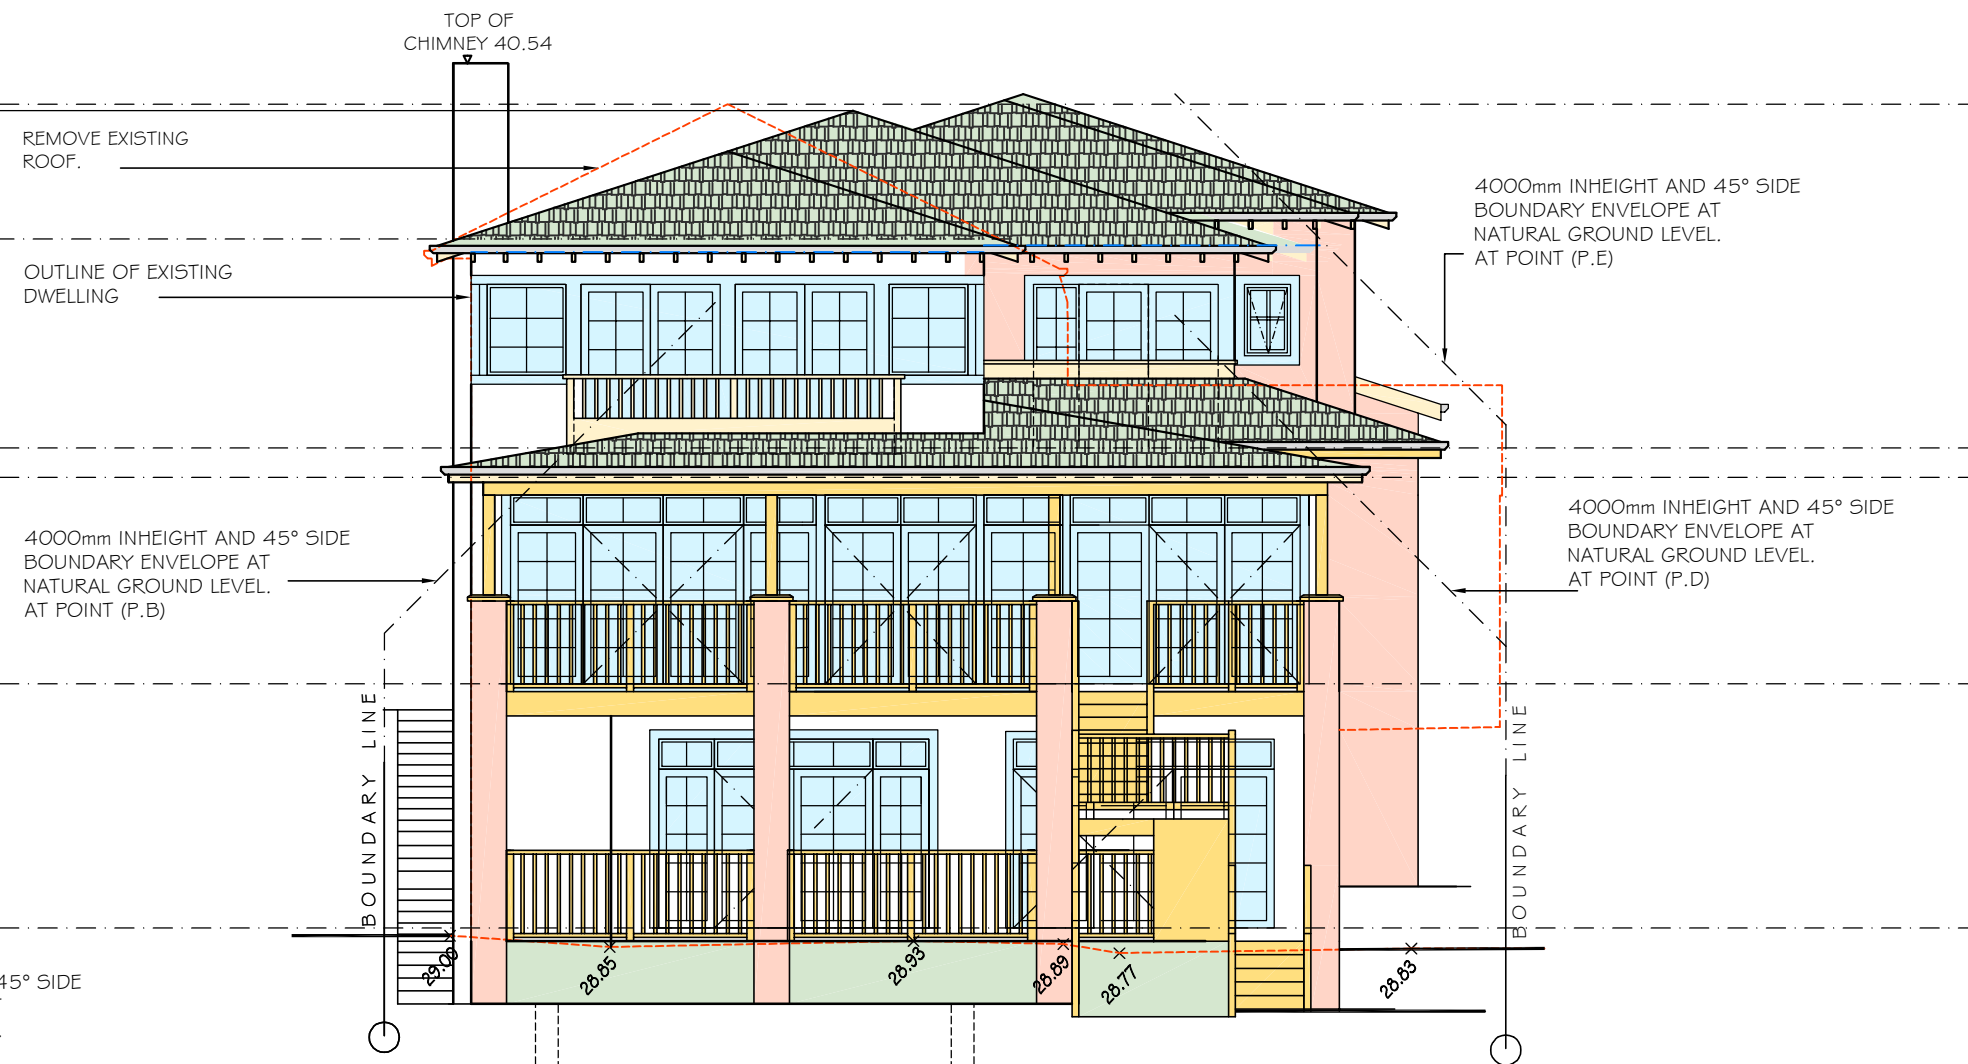 TOP OF
CHIMNEY 40.54
REMOVE EXISTING
ROOF.
4000mm INHEIGHT AND 45° SIDE
BOUNDARY ENVELOPE AT
NATURAL GROUND LEVEL.
AT POINT (P.E)
OUTLINE OF EXISTING
DWELLING
4000mm INHEIGHT AND 45° SIDE
BOUNDARY ENVELOPE AT
NATURAL GROUND LEVEL.
AT POINT (P.D)
4000mm INHEIGHT AND 45° SIDE
BOUNDARY ENVELOPE AT
NATURAL GROUND LEVEL.
AT POINT (P.B)
BOUNDARY LINE
BOUNDARY LINE
29.00
28.85
28.93
28.89
28.77
28.83
45° SIDE